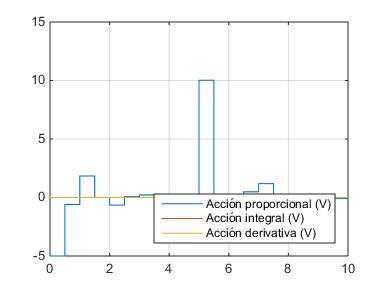 15
10
5
0
-5
Acción proporcional (V)
Acción integral (V)
Acción derivativa (V)
0 2 4 6 8 10